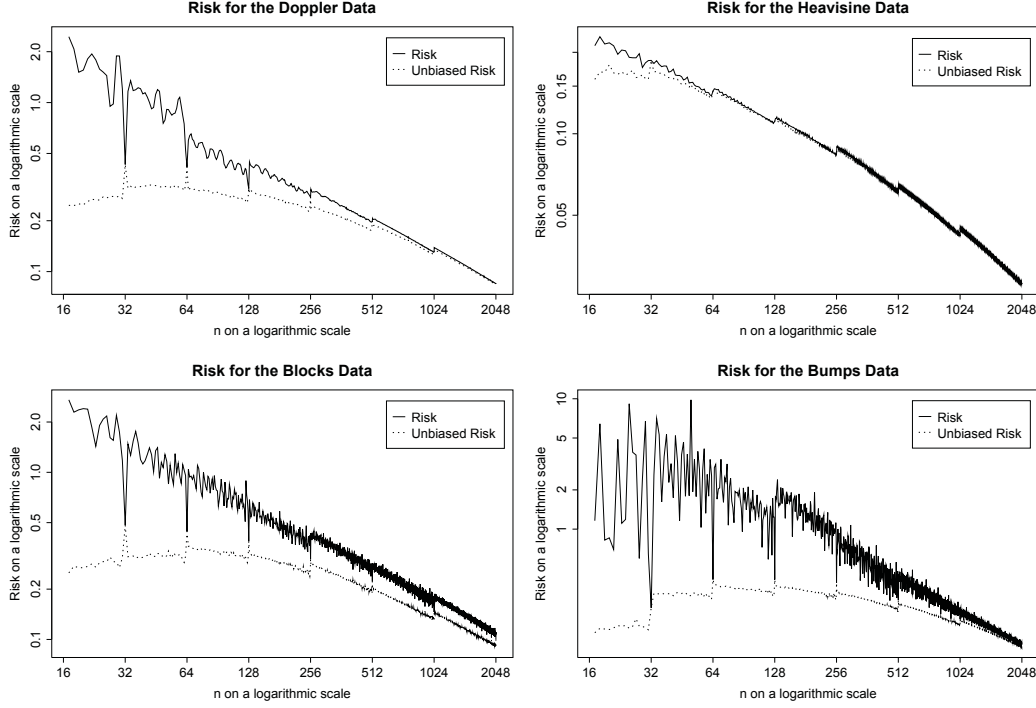 Risk for the Doppler Data
Risk on a logarithmic scale
2.0
1.0
0.5
0.2
0.1
Risk
Unbiased Risk
16 32 64 128 256 512 1024 2048
n on a logarithmic scale
Risk for the Heavisine Data
Risk on a logarithmic scale
0.15
0.10
0.05
Risk
Unbiased Risk
16 32 64 128 256 512 1024 2048
n on a logarithmic scale
Risk for the Blocks Data
Risk on a logarithmic scale
2.0
1.0
0.5
0.2
0.1
Risk
Unbiased Risk
16 32 64 128 256 512 1024 2048
n on a logarithmic scale
Risk for the Bumps Data
Risk on a logarithmic scale
10
5
2
1
Risk
Unbiased Risk
16 32 64 128 256 512 1024 2048
n on a logarithmic scale